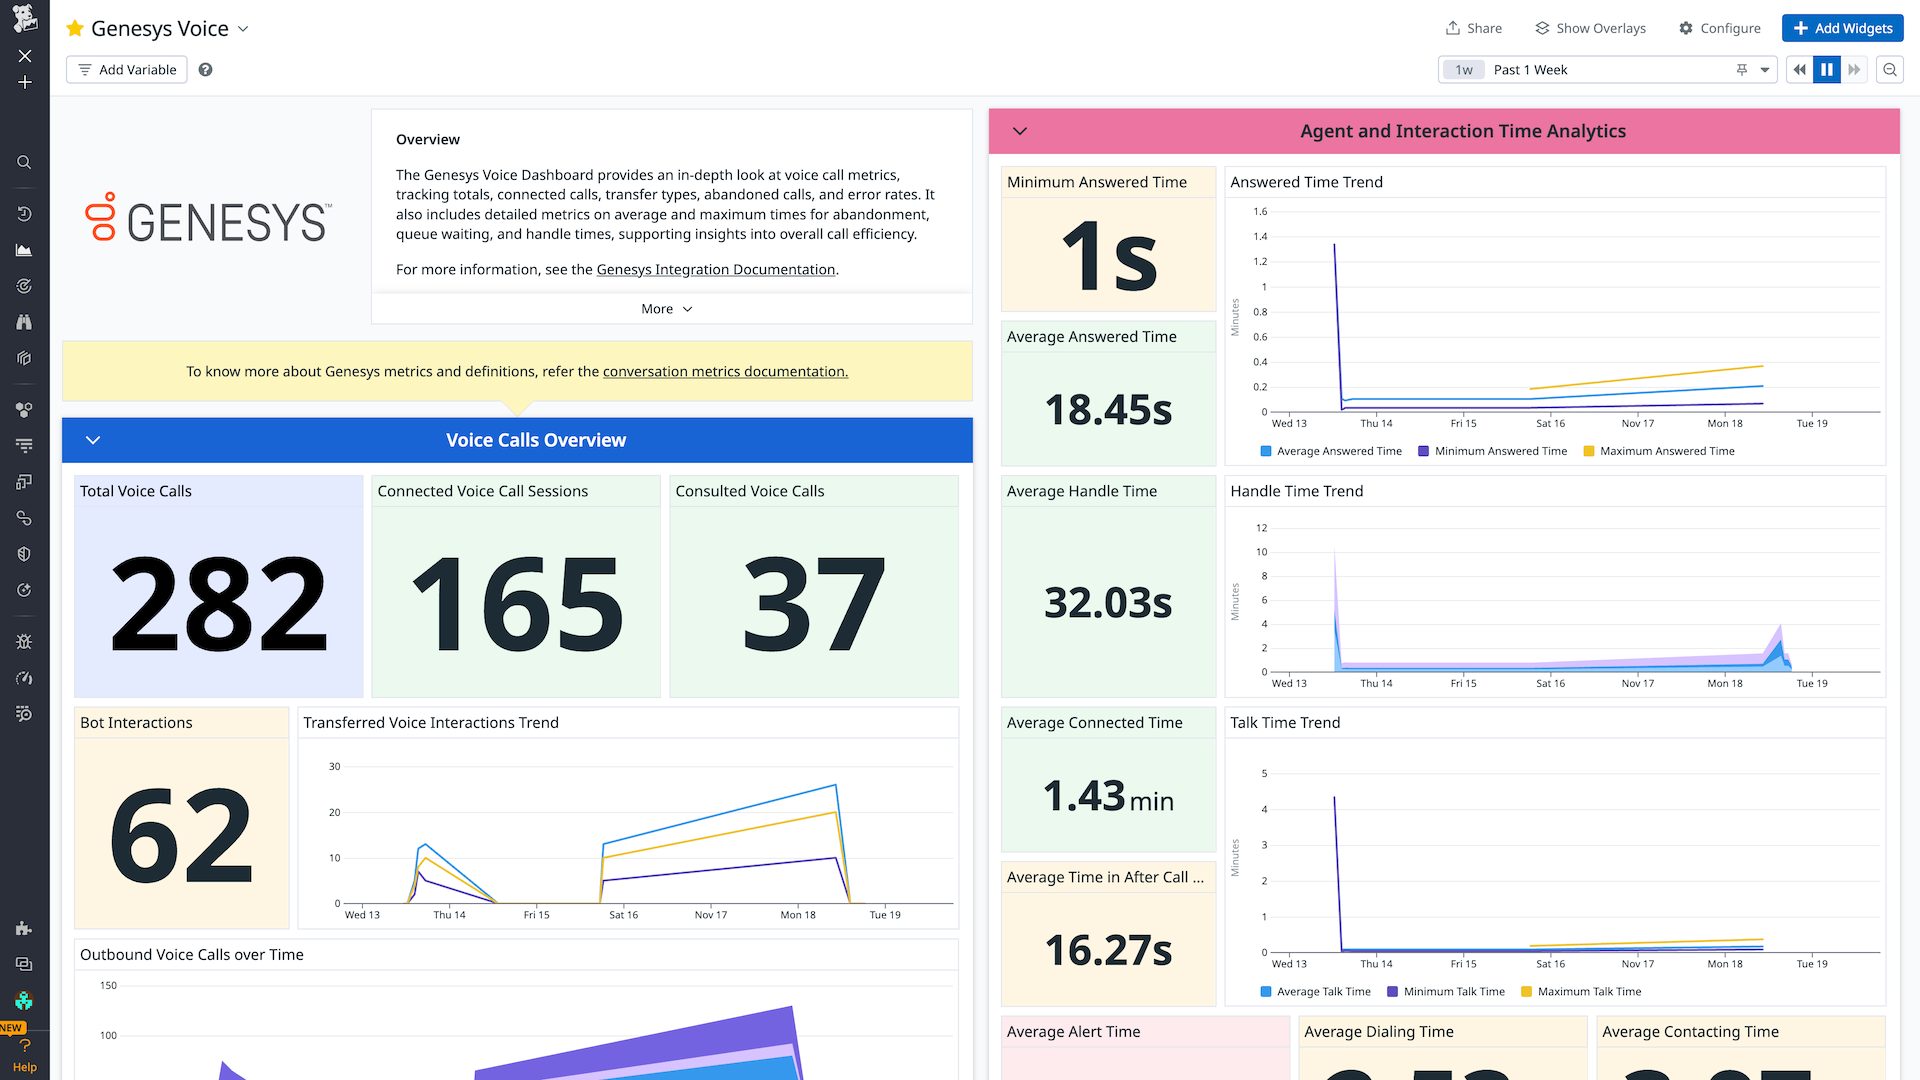 Genesys Voice
Share
Show Overlays
Configure
Add Widgets
Add Variable
1w Past 1 Week
GENESYS™
Overview
The Genesys Voice Dashboard provides an in-depth look at voice call metrics,
tracking totals, connected calls, transfer types, abandoned calls, and error rates. It
also includes detailed metrics on average and maximum times for abandonment,
queue waiting, and handle times, supporting insights into overall call efficiency.
For more information, see the Genesys Integration Documentation.
More
To know more about Genesys metrics and definitions, refer the conversation metrics documentation.
Voice Calls Overview
Total Voice Calls
282
Connected Voice Call Sessions
165
Consulted Voice Calls
37
Bot Interactions
62
Transferred Voice Interactions Trend
30
20
10
0
Wed 13 Thu 14 Fri 15 Sat 16 Nov 17 Mon 18 Tue 19
Outbound Voice Calls over Time
150
100
Agent and Interaction Time Analytics
Minimum Answered Time
1s
Answered Time Trend
Minutes
1.6
1.4
1.2
1
0.8
0.6
0.4
0.2
0
Wed 13 Thu 14 Fri 15 Sat 16 Nov 17 Mon 18 Tue 19
Average Answered Time Minimum Answered Time Maximum Answered Time
Average Answered Time
18.45s
Average Handle Time
32.03s
Handle Time Trend
Minutes
12
10
8
6
4
2
0
Wed 13 Thu 14 Fri 15 Sat 16 Nov 17 Mon 18 Tue 19
Average Connected Time
1.43 min
Talk Time Trend
Minutes
5
4
3
2
1
0
Wed 13 Thu 14 Fri 15 Sat 16 Nov 17 Mon 18 Tue 19
Average Talk Time Minimum Talk Time Maximum Talk Time
Average Time in After Call ...
16.27s
Average Alert Time
Average Dialing Time
Average Contacting Time
NEW
Help